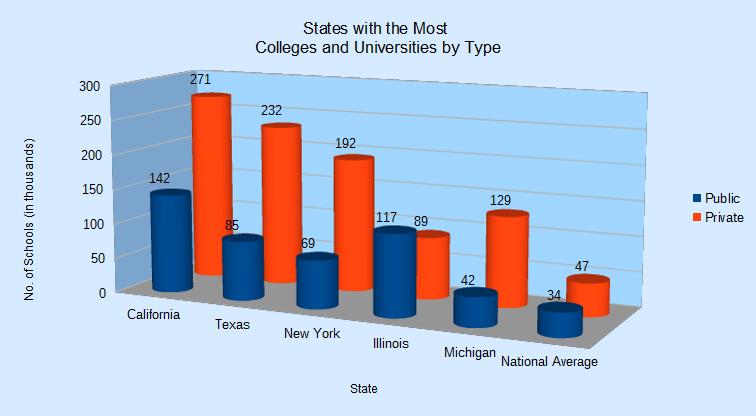 States with the Most
Colleges and Universities by Type
No. of Schools (in thousands)
300
250
200
150
100
50
0
271
232
192
142
129
117
89
85
69
47
42
34
California
Texas
New York
Illinois
Michigan
National Average
State
Public
Private